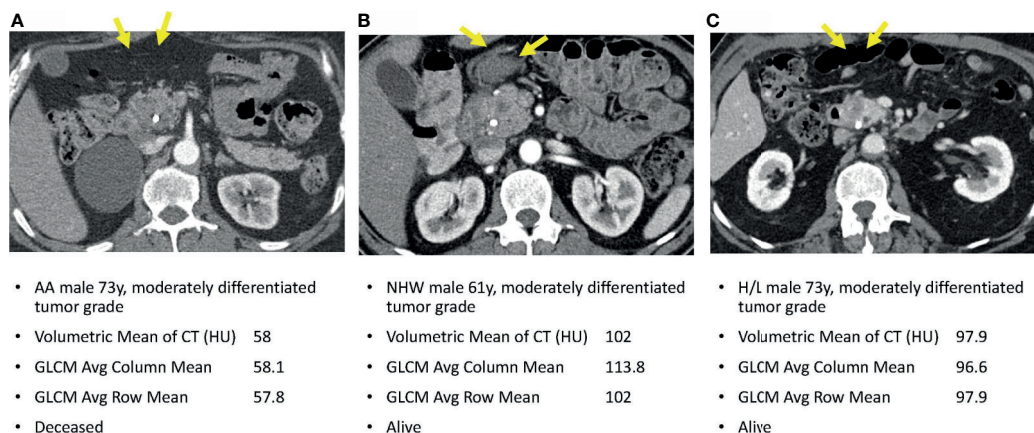 A
B
C
• AA male 73y, moderately differentiated
tumor grade
• Volumetric Mean of CT (HU) 58
• GLCM Avg Column Mean 58.1
• GLCM Avg Row Mean 57.8
• Deceased
• NHW male 61y, moderately differentiated
tumor grade
• Volumetric Mean of CT (HU) 102
• GLCM Avg Column Mean 113.8
• GLCM Avg Row Mean 102
• Alive
• H/L male 73y, moderately differentiated
tumor grade
• Volumetric Mean of CT (HU) 97.9
• GLCM Avg Column Mean 96.6
• GLCM Avg Row Mean 97.9
• Alive